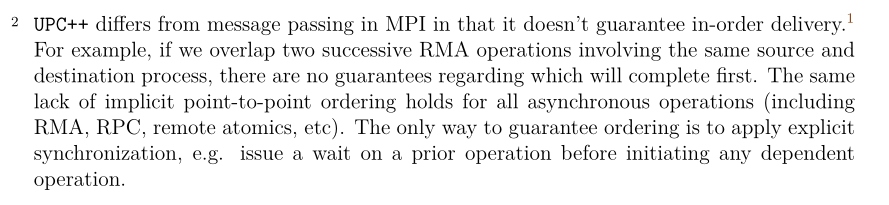 2 UPC++ differs from message passing in MPI in that it doesn't guarantee in-order delivery.1
For example, if we overlap two successive RMA operations involving the same source and
destination process, there are no guarantees regarding which will complete first. The same
lack of implicit point-to-point ordering holds for all asynchronous operations (including
RMA, RPC, remote atomics, etc). The only way to guarantee ordering is to apply explicit
synchronization, e.g. issue a wait on a prior operation before initiating any dependent
operation.